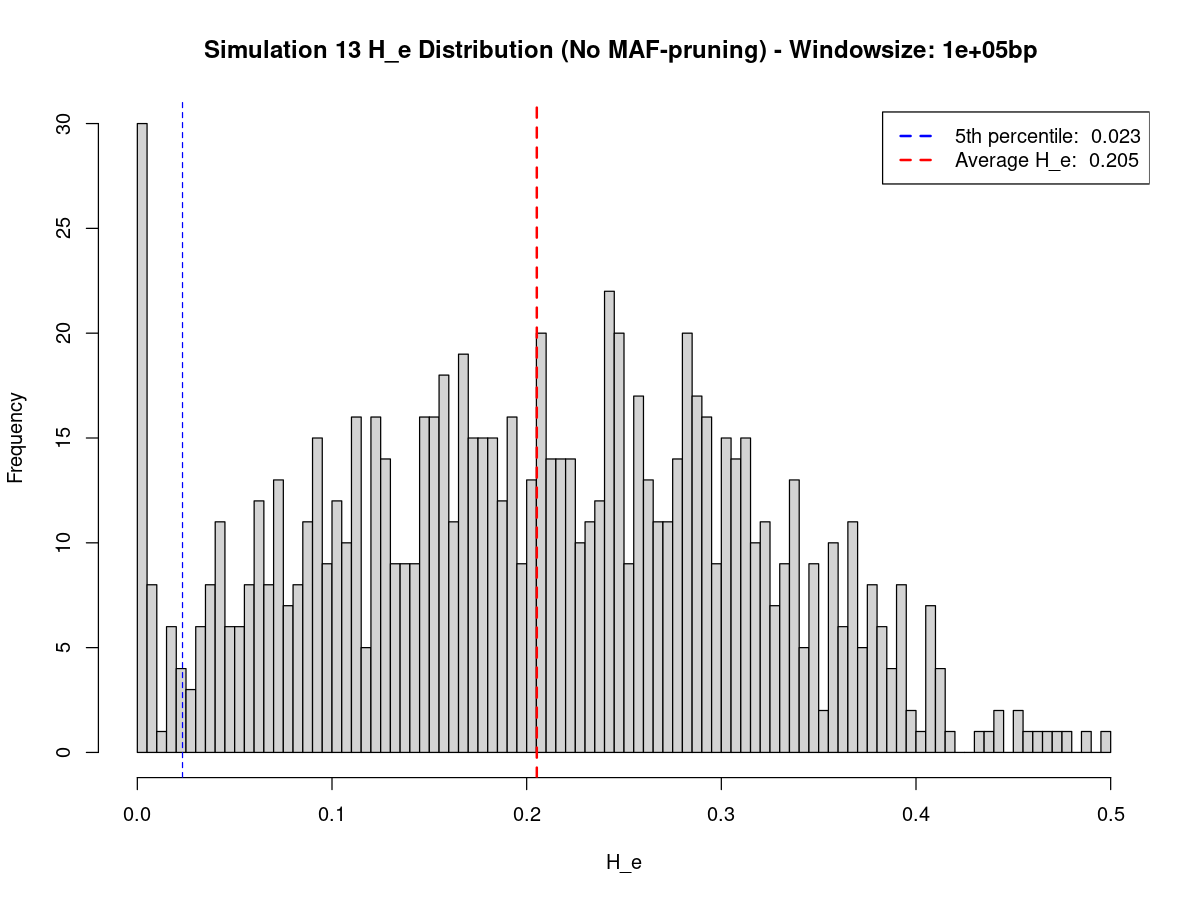 Simulation 13 H_e Distribution (No MAF-pruning) - Windowsize: 1e+05bp
5th percentile: 0.023
Average H_e: 0.205
30
25
20
15
10
5
0
Frequency
0.0 0.1 0.2 0.3 0.4 0.5
H_e